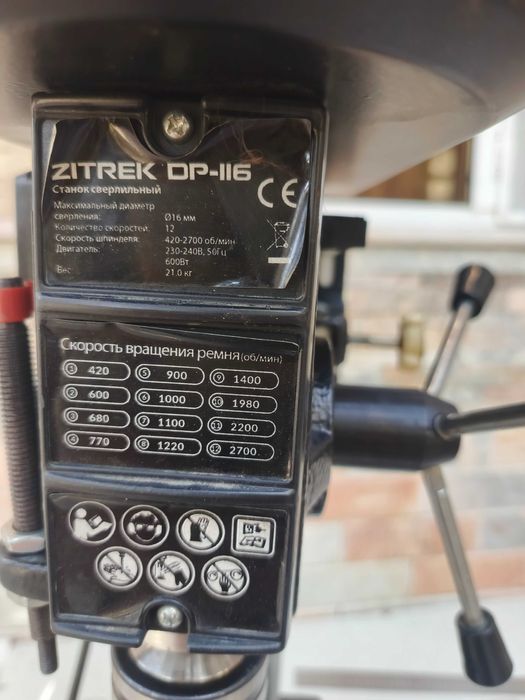 ZITREK DP-116
Станок сверлильный
CE
Максимальный диаметр
сверления: Ø16 мм
Количество скоростей: 12
Скорость шпинделя: 420-2700 об/мин
Двигатель: 230-240В, 50Гц
600Вт
Вес: 21.0 кг
Скорость вращения ремня (об/мин)
1 420 5 900 9 1400
2 600 6 1000 10 1980
3 680 7 1100 11 2200
4 770 8 1220 12 2700